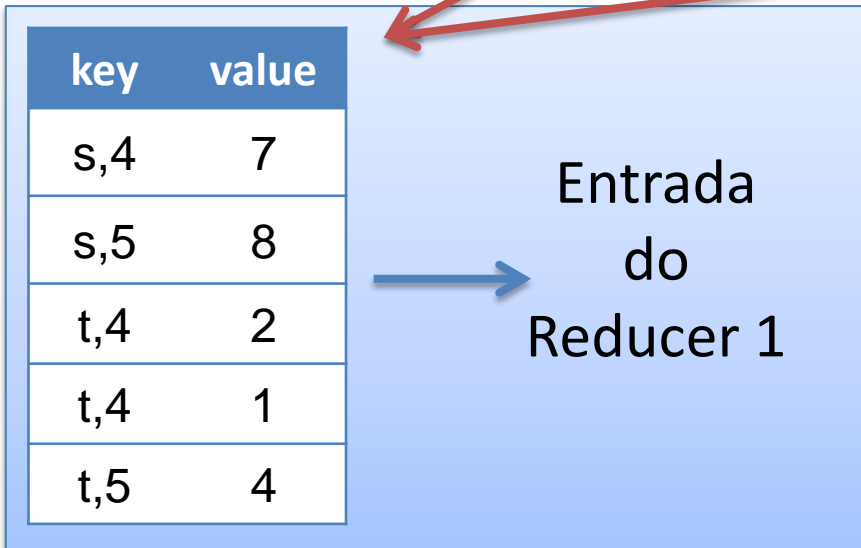 key value
s,4 7
s,5 8
t,4 2
t,4 1
t,5 4
Entrada
do
Reducer 1